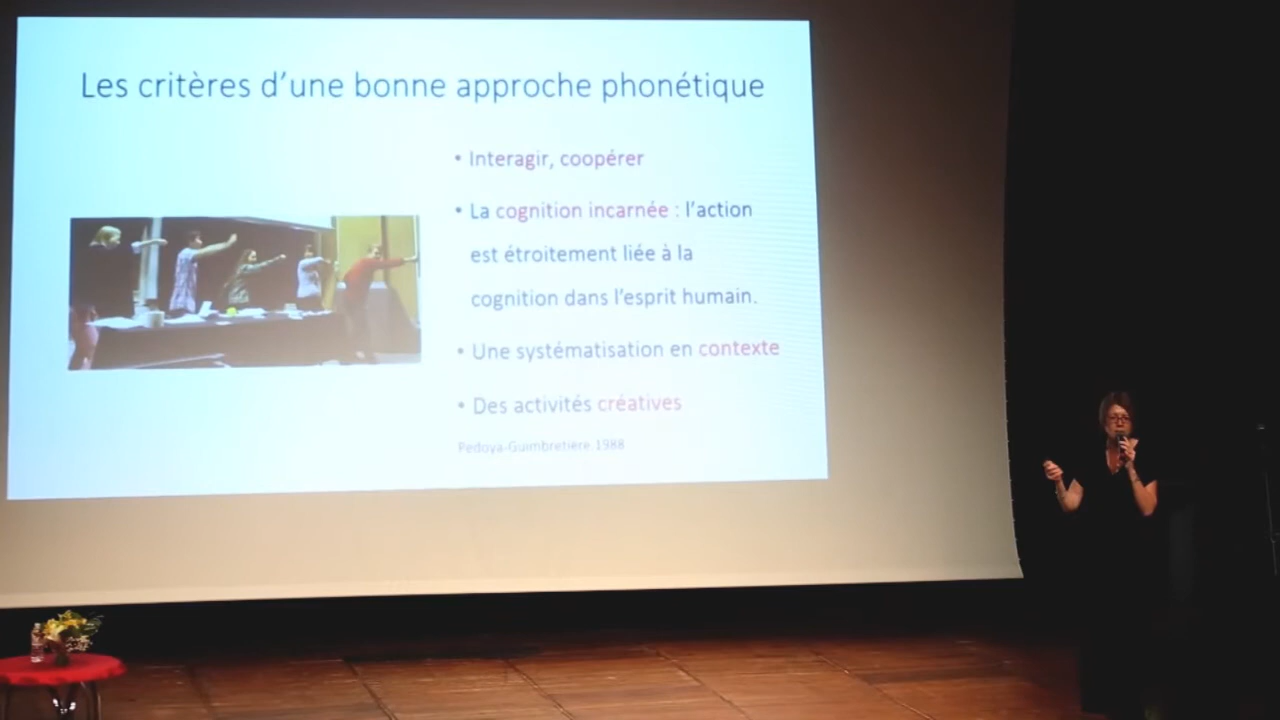 Les critères d'une bonne approche phonétique
• Interagir, coopérer
• La cognition incarnée : l'action
est étroitement liée à la
cognition dans l'esprit humain.
• Une systématisation en contexte
• Des activités créatives
Pedoya-Guimbretière 1988